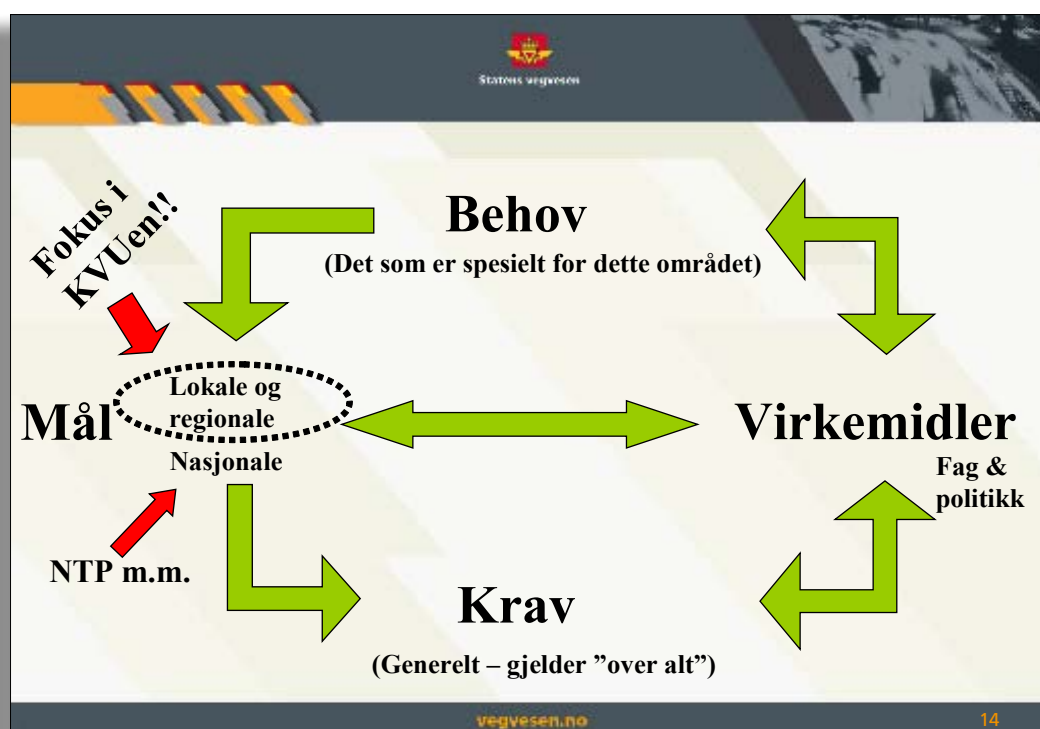 Statens vegvesen
Fokus i
KVUen!!
Behov
(Det som er spesielt for dette området)
Lokale og
regionale
Mål
Nasjonale
Virkemidler
Fag &
politikk
NTP m.m.
Krav
(Generelt – gjelder ”over alt”)
vegvesen.no
14